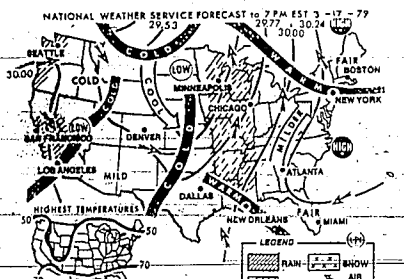 NATIONAL WEATHER SERVICE FORECAST to 7 PM EST 3 - 17 - 79
29.53
29.77
30.24
30.00
SEATTLE
COLD
30.00
COLD
COLD
COOL
LOW
MINNEAPOLIS
WARM
FAIR
BOSTON
NEW YORK
CHICAGO
LOW
SAN FRANCISCO
DENVER
COLD
MILDER
HIGH
LOS ANGELES
MILD
ATLANTA
DALLAS
WARM
HIGHEST TEMPERATURES
NEW ORLEANS
FAIR
MIAMI
50
50
70
LEGEND
RAIN
SNOW
AIR